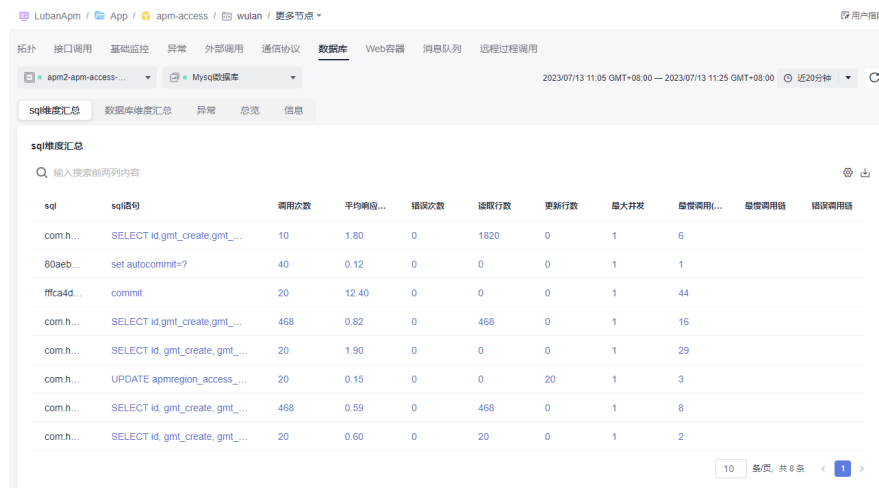 LubanApm / App / apm-access / wulan / 更多节点 用户指南
拓扑 接口调用 基础监控 异常 外部调用 通信协议 数据库 Web容器 消息队列 远程过程调用
apm2-apm-access-... Mysql数据库 2023/07/13 11:05 GMT+08:00 — 2023/07/13 11:25 GMT+08:00 近20分钟
sql维度汇总 数据库维度汇总 异常 总览 信息
sql维度汇总
输入搜索前两列内容
sql sql语句 调用次数 平均响应... 错误次数 读取行数 更新行数 最大并发 最慢调用(... 最慢调用链 错误调用链
com.h... SELECT id,gmt_create,gmt_... 10 1.80 0 1820 0 1 6
80aeb... set autocommit=? 40 0.12 0 0 0 1 1
fffca4d... commit 20 12.40 0 0 0 1 44
com.h... SELECT id,gmt_create,gmt_... 468 0.82 0 468 0 1 16
com.h... SELECT id, gmt_create, gmt_... 20 1.90 0 0 0 1 29
com.h... UPDATE apmregion_access_... 20 0.15 0 0 20 1 3
com.h... SELECT id, gmt_create, gmt_... 468 0.59 0 468 0 1 8
com.h... SELECT id, gmt_create, gmt_... 20 0.60 0 20 0 1 2
10 条/页, 共 8 条 < 1 >